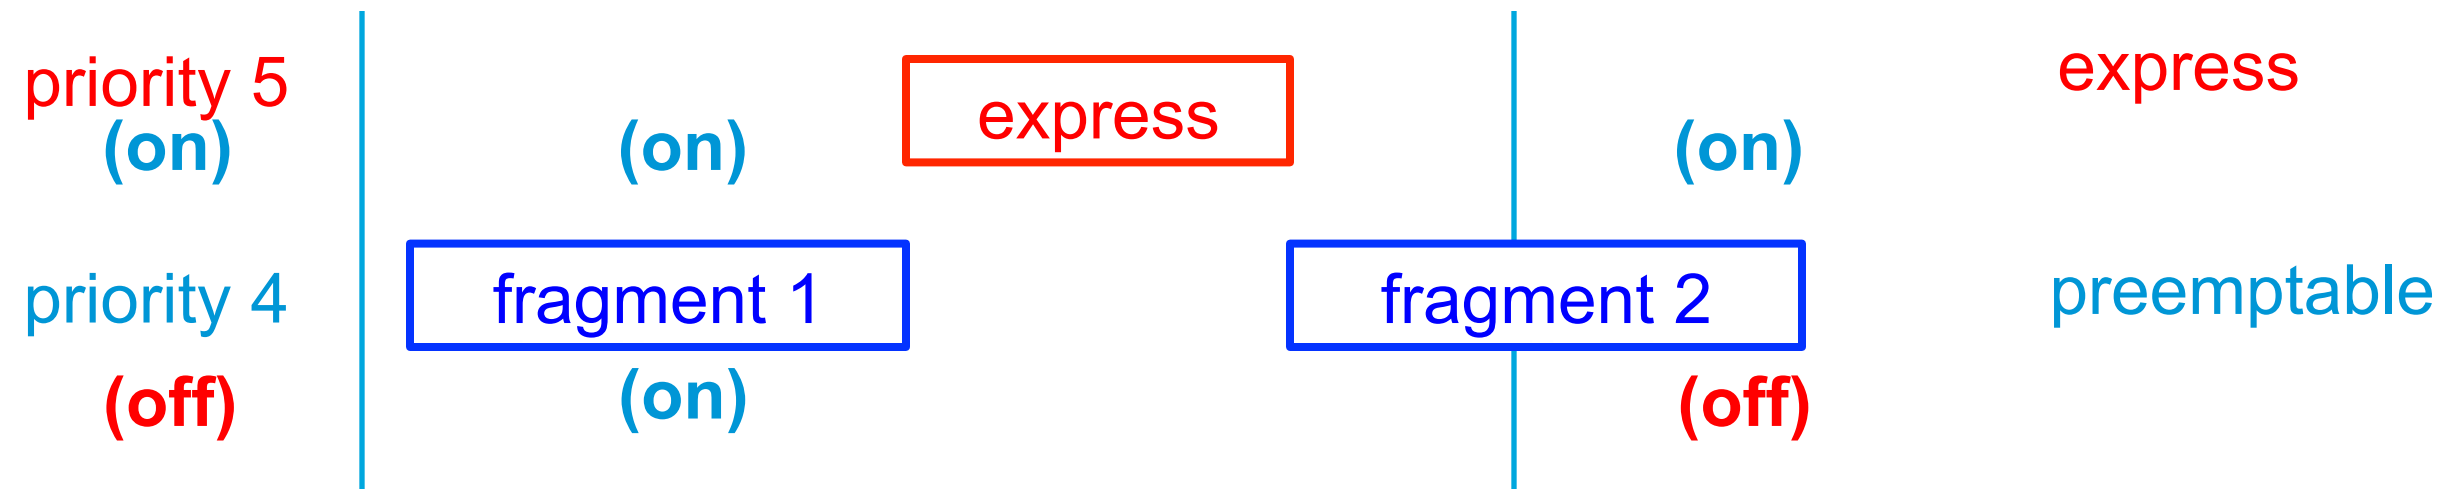 priority 5
(on)
(on)
express
(on)
express
priority 4
(off)
fragment 1
(on)
fragment 2
(off)
preemptable